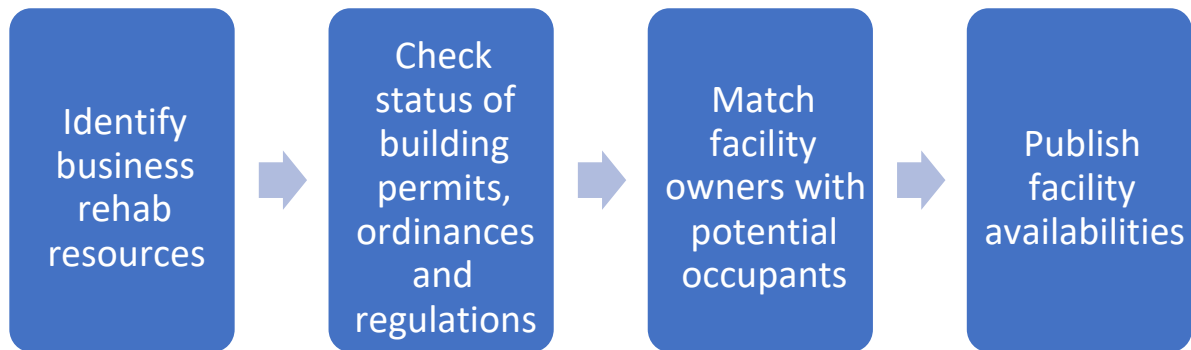 Identify
business
rehab
resources
Check
status of
building
permits,
ordinances
and
regulations
Match
facility
owners with
potential
occupants
Publish
facility
availabilities